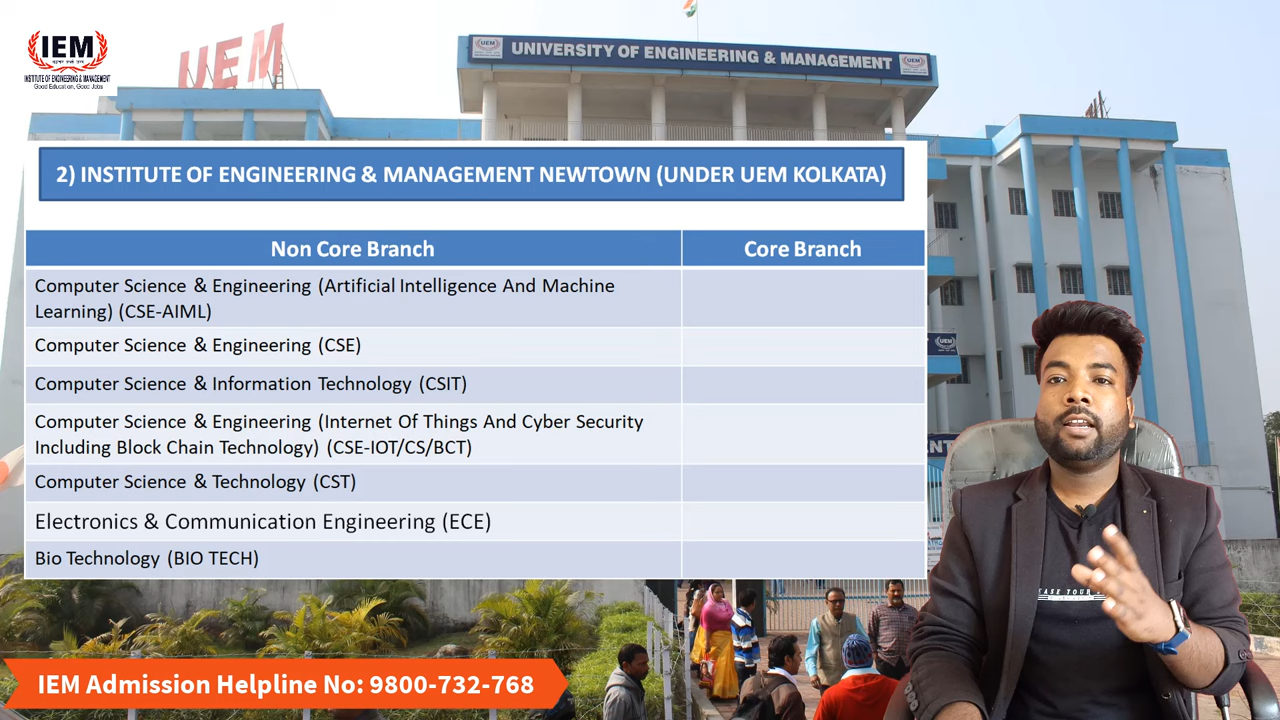 IEM
INSTITUTE OF ENGINEERING & MANAGEMENT
Good Education, Good Jobs
UEM
UEM
UNIVERSITY OF ENGINEERING & MANAGEMENT
UEM
2) INSTITUTE OF ENGINEERING & MANAGEMENT NEWTOWN (UNDER UEM KOLKATA)
Non Core Branch
Core Branch
Computer Science & Engineering (Artificial Intelligence And Machine
Learning) (CSE-AIML)
Computer Science & Engineering (CSE)
Computer Science & Information Technology (CSIT)
Computer Science & Engineering (Internet Of Things And Cyber Security
Including Block Chain Technology) (CSE-IOT/CS/BCT)
Computer Science & Technology (CST)
Electronics & Communication Engineering (ECE)
Bio Technology (BIO TECH)
UEM
IEM Admission Helpline No: 9800-732-768